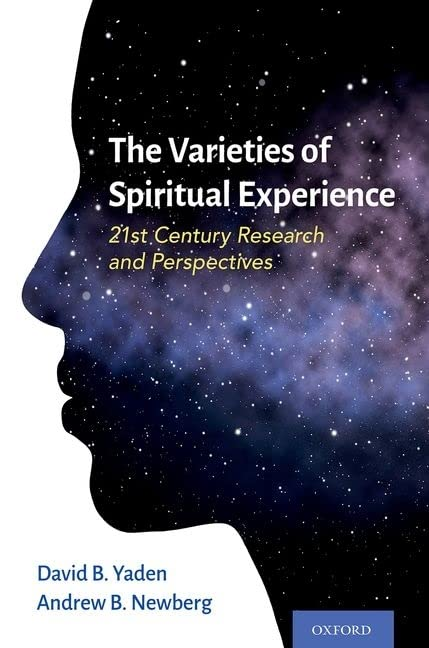 The Varieties of
Spiritual Experience
21st Century Research
and Perspectives
David B. Yaden
Andrew B. Newberg
OXFORD